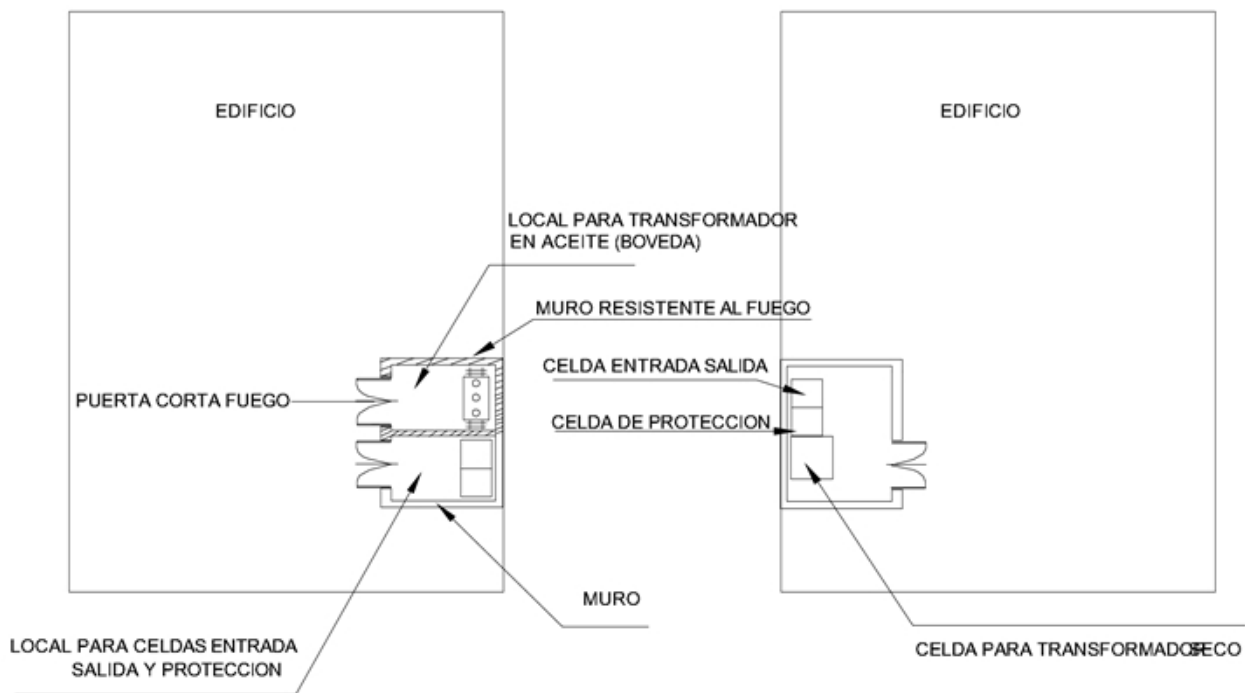 EDIFICIO
EDIFICIO
LOCAL PARA TRANSFORMADOR
EN ACEITE (BOVEDA)
MURO RESISTENTE AL FUEGO
CELDA ENTRADA SALIDA
PUERTA CORTA FUEGO
CELDA DE PROTECCION
MURO
LOCAL PARA CELDAS ENTRADA
SALIDA Y PROTECCION
CELDA PARA TRANSFORMADOR SECO